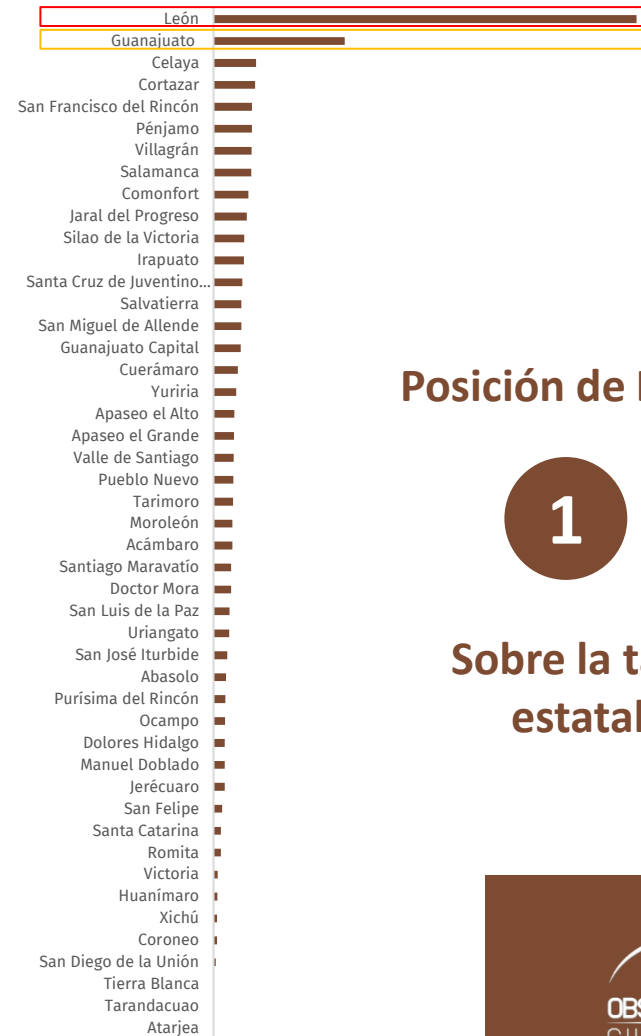 León
Guanajuato
Celaya
Cortazar
San Francisco del Rincón
Pénjamo
Villagrán
Salamanca
Comonfort
Jaral del Progreso
Silao de la Victoria
Irapuato
Santa Cruz de Juventino...
Salvatierra
San Miguel de Allende
Guanajuato Capital
Cuerámaro
Yuriria
Apaseo el Alto
Apaseo el Grande
Valle de Santiago
Pueblo Nuevo
Tarimoro
Moroleón
Acámbaro
Santiago Maravatío
Doctor Mora
San Luis de la Paz
Uriangato
San José Iturbide
Abasolo
Purísima del Rincón
Ocampo
Dolores Hidalgo
Manuel Doblado
Jerécuaro
San Felipe
Santa Catarina
Romita
Victoria
Huanímaro
Xichú
Coroneo
San Diego de la Unión
Tierra Blanca
Tarandacuao
Atarjea
Posición de
1
Sobre la
estatal